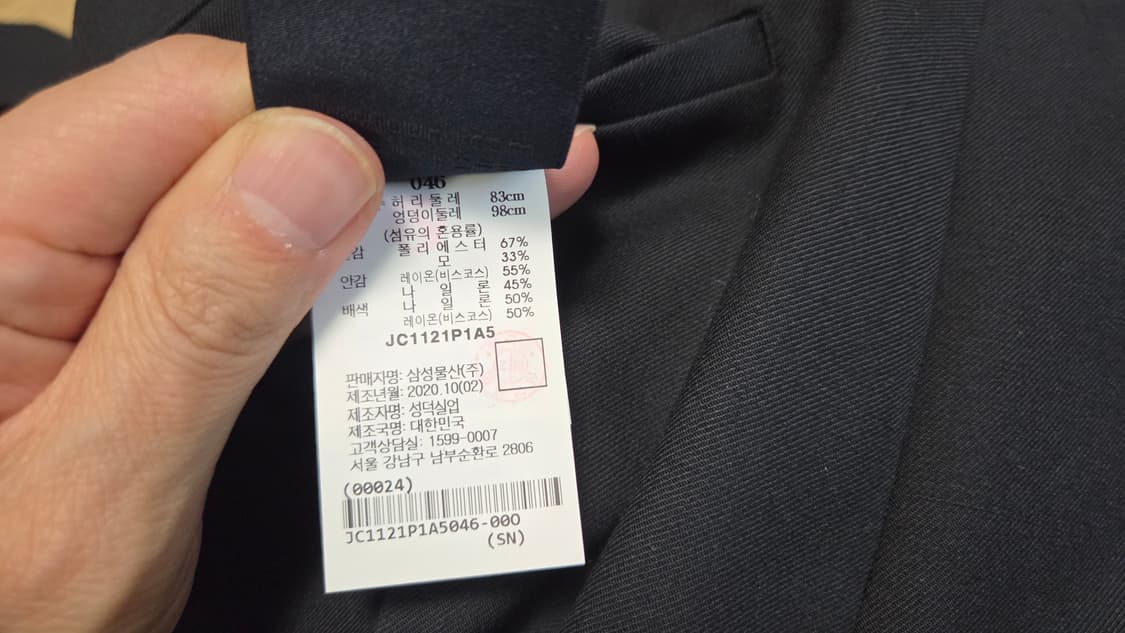 046
허리둘레 83cm
엉덩이둘레 98cm
(섬유의 혼용률)
폴리에스터 67%
모 33%
안감 레이온(비스코스) 55%
나일론 45%
배색 나일론 50%
레이온(비스코스) 50%
JC1121P1A5
판매자명: 삼성물산(주)
제조년월: 2020.10(02)
제조자명: 성덕실업
제조국명: 대한민국
고객상담실: 1599-0007
서울 강남구 남부순환로 2806
(00024)
JC1121P1A5046-00O
(SN)